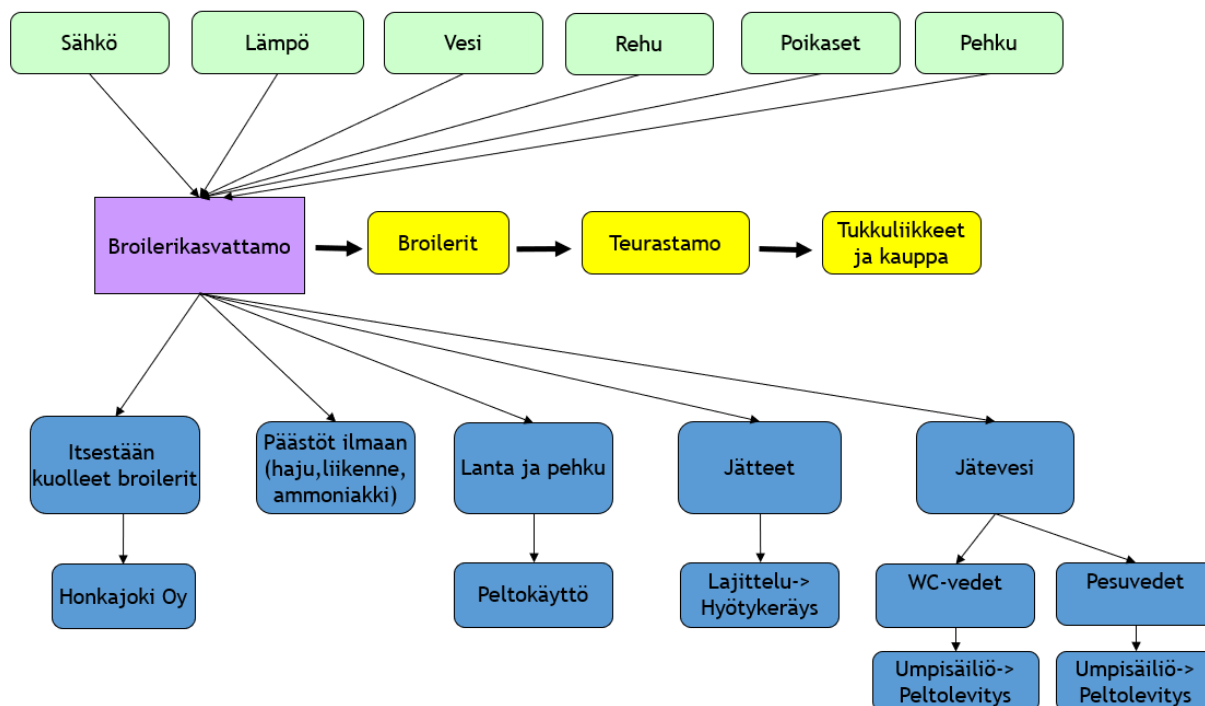 Sähkö
Lämpö
Vesi
Rehu
Poikaset
Pehku
Broilerikasvattamo
Broilerit
Teurastamo
Tukkuliikkeet
ja kauppa
Itsestään
kuolleet broilerit
Päästöt ilmaan
(haju,liikenne,
ammoniakki)
Lanta ja pehku
Jätteet
Jätevesi
Honkajoki Oy
Peltokäyttö
Lajittelu->
Hyötykeräys
WC-vedet
Pesuvedet
Umpisäiliö->
Peltolevitys
Umpisäiliö->
Peltolevitys